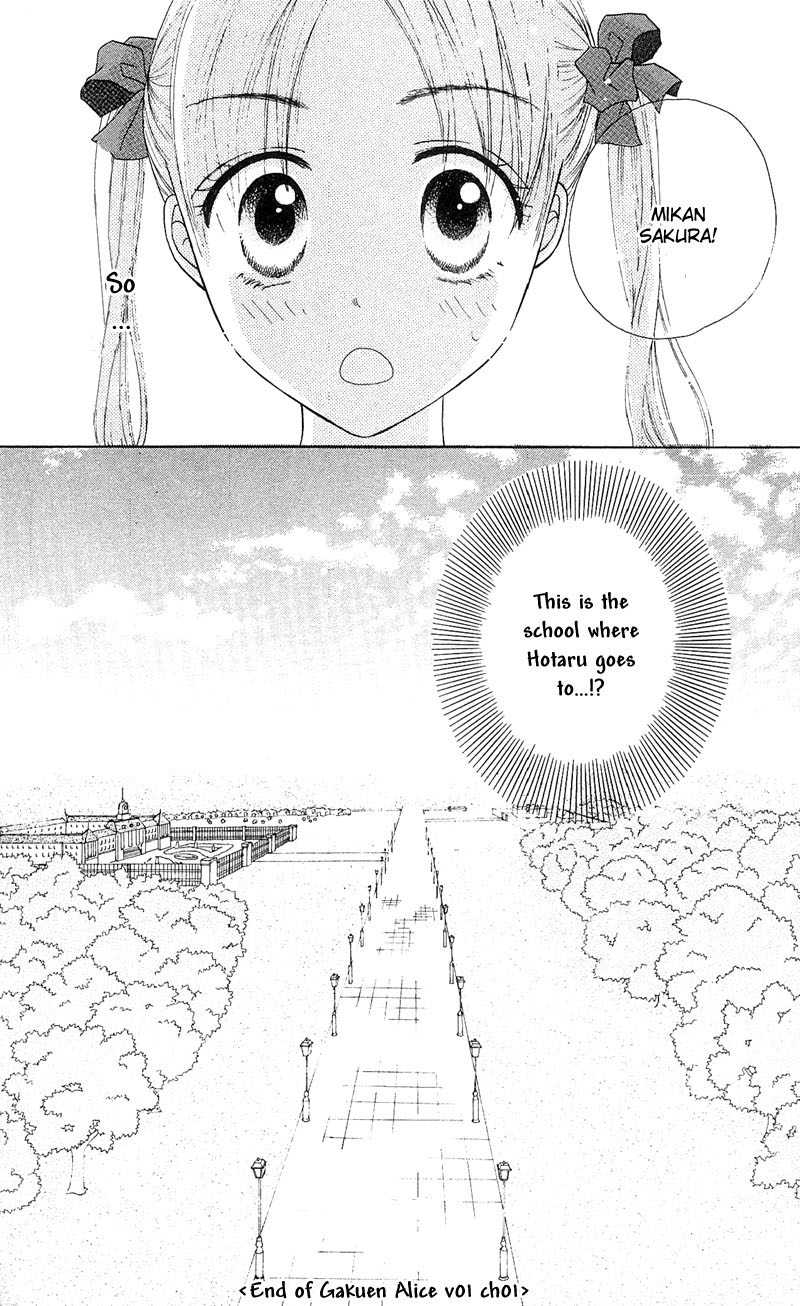 MIKAN
SAKURA!
So
...
This is the
school where
Hotaru goes
to...!?
<End of Gakuen Alice v01 ch01>